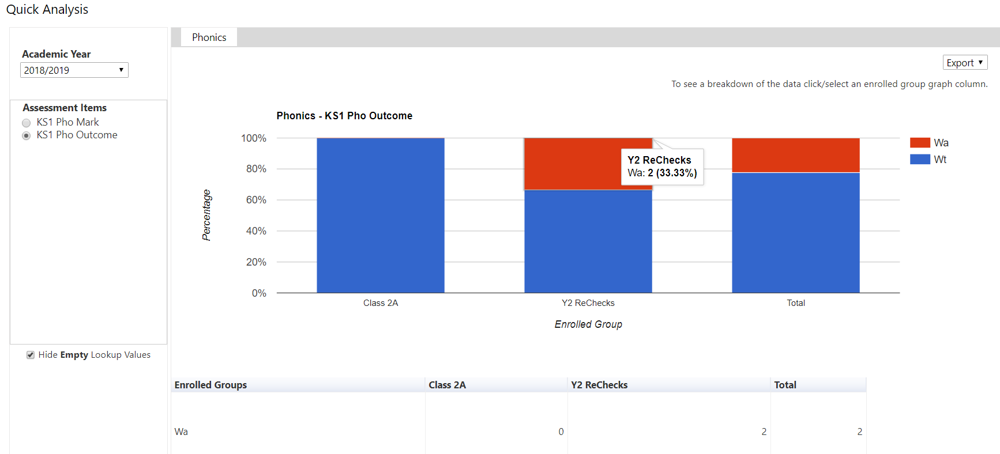 Quick Analysis
Academic Year
2018/2019
Assessment Items
KS1 Pho Mark
KS1 Pho Outcome
Hide Empty Lookup Values
Phonics
Export
To see a breakdown of the data click/select an enrolled group graph column.
Phonics - KS1 Pho Outcome
Percentage
100%
80%
60%
40%
20%
0%
Y2 ReChecks
Wa: 2 (33.33%)
Wa
Wt
Class 2A Y2 ReChecks Total
Enrolled Group
Enrolled Groups Class 2A Y2 ReChecks Total
Wa 0 2 2